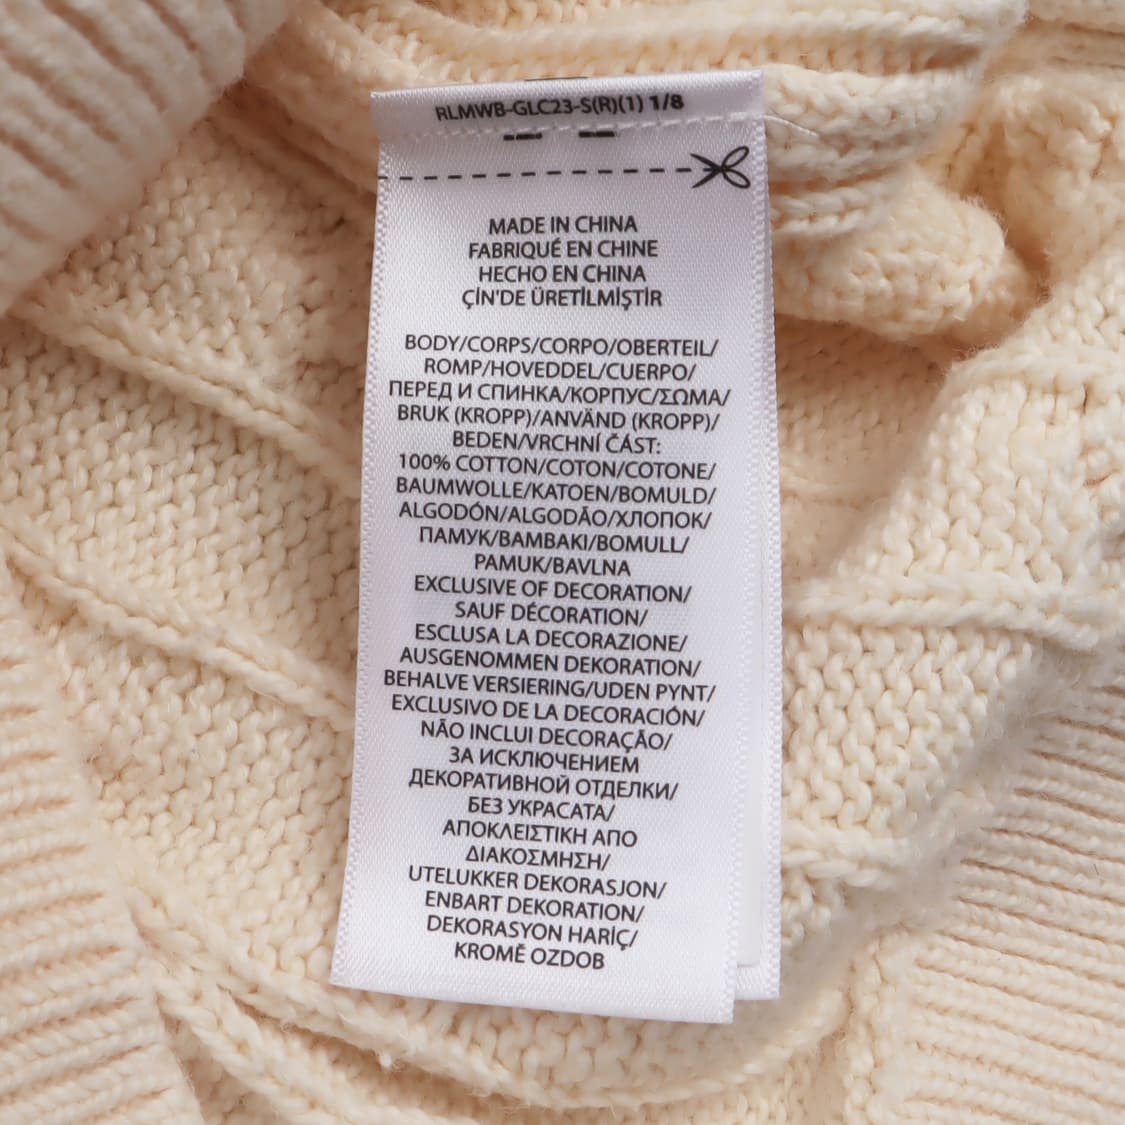 RLMWB-GLC23-S(R)(1) 1/8
MADE IN CHINA
FABRIQUÉ EN CHINE
HECHO EN CHINA
ÇİN'DE ÜRETİLMİŞTİR
BODY/CORPS/CORPO/OBERTEIL/
ROMP/HOVEDDEL/CUERPO/
ПЕРЕД И СПИНКА/КОРПУС/ΣΩΜΑ/
BRUK (KROPP)/ANVÄND (KROPP)/
BEDEN/VRCHNÍ ČÁST:
100% COTTON/COTON/COTONE/
BAUMWOLLE/KATOEN/BOMULD/
ALGODÓN/ALGODÃO/ХЛОПОК/
ПАМУК/BAMBAKI/BOMULL/
PAMUK/BAVLNA
EXCLUSIVE OF DECORATION/
SAUF DÉCORATION/
ESCLUSA LA DECORAZIONE/
AUSGENOMMEN DEKORATION/
BEHALVE VERSIERING/UDEN PYNT/
EXCLUSIVO DE LA DECORACIÓN/
NÃO INCLUI DECORAÇÃO/
ЗА ИСКЛЮЧЕНИЕМ
ДЕКОРАТИВНОЙ ОТДЕЛКИ/
БЕЗ УКРАСАТА/
ΑΠΟΚΛΕΙΣΤΙΚΗ ΑΠΟ
ΔΙΑΚΟΣΜΗΣΗ/
UTELUKKER DEKORASJON/
ENBART DEKORATION/
DEKORASYON HARİÇ/
KROMĚ OZDOB